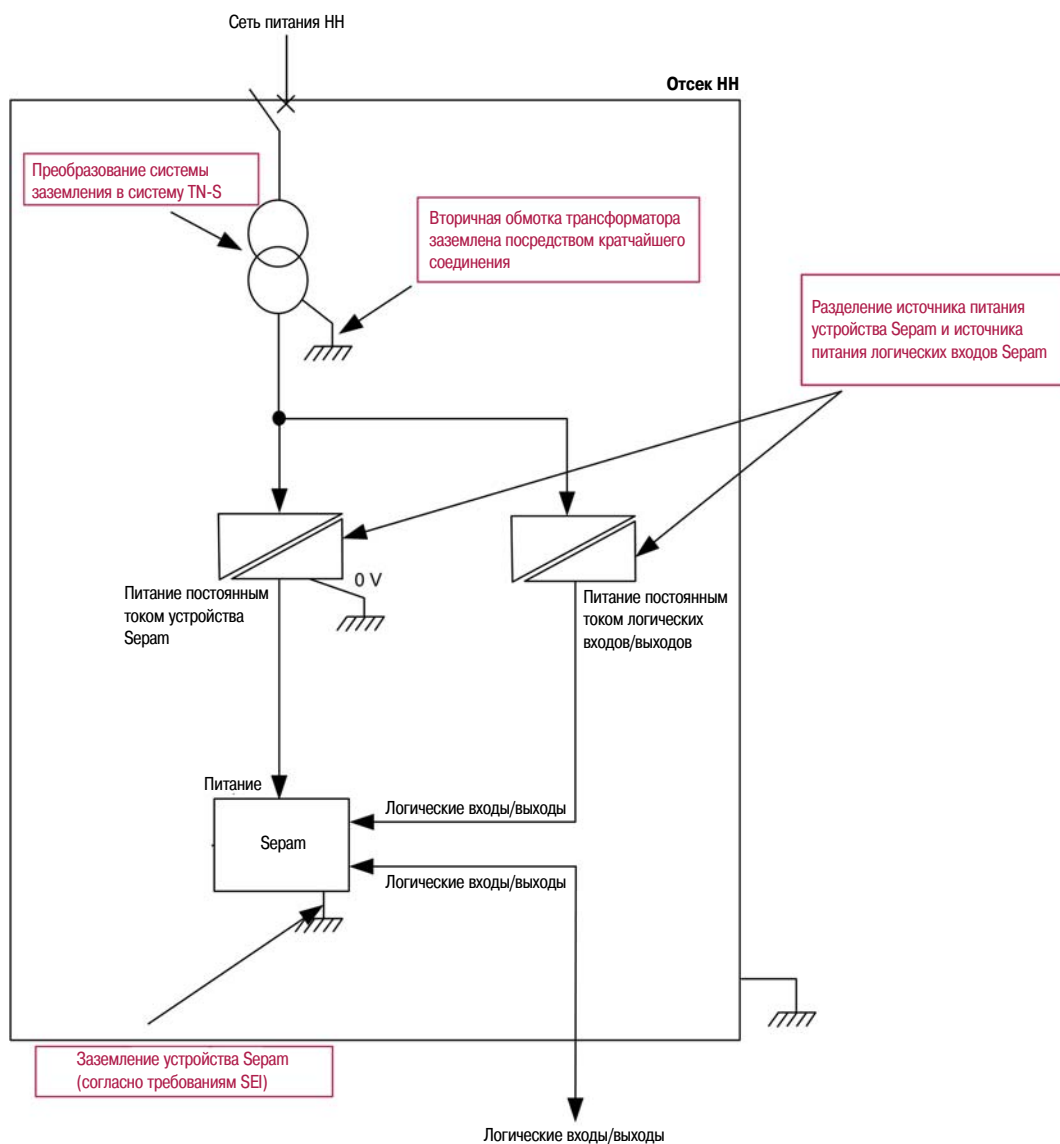 Сеть питания НН
Отсек НН
Преобразование системы
заземления в систему TN-S
Вторичная обмотка трансформатора
заземлена посредством кратчайшего
соединения
Разделение источника питания
устройства Sepam и источника
питания логических входов Sepam
0 V
Питание постоянным
током устройства
Sepam
Питание постоянным
током логических
входов/выходов
Питание
Логические входы/выходы
Sepam
Логические входы/выходы
Заземление устройства Sepam
(согласно требованиям SEI)
Логические входы/выходы